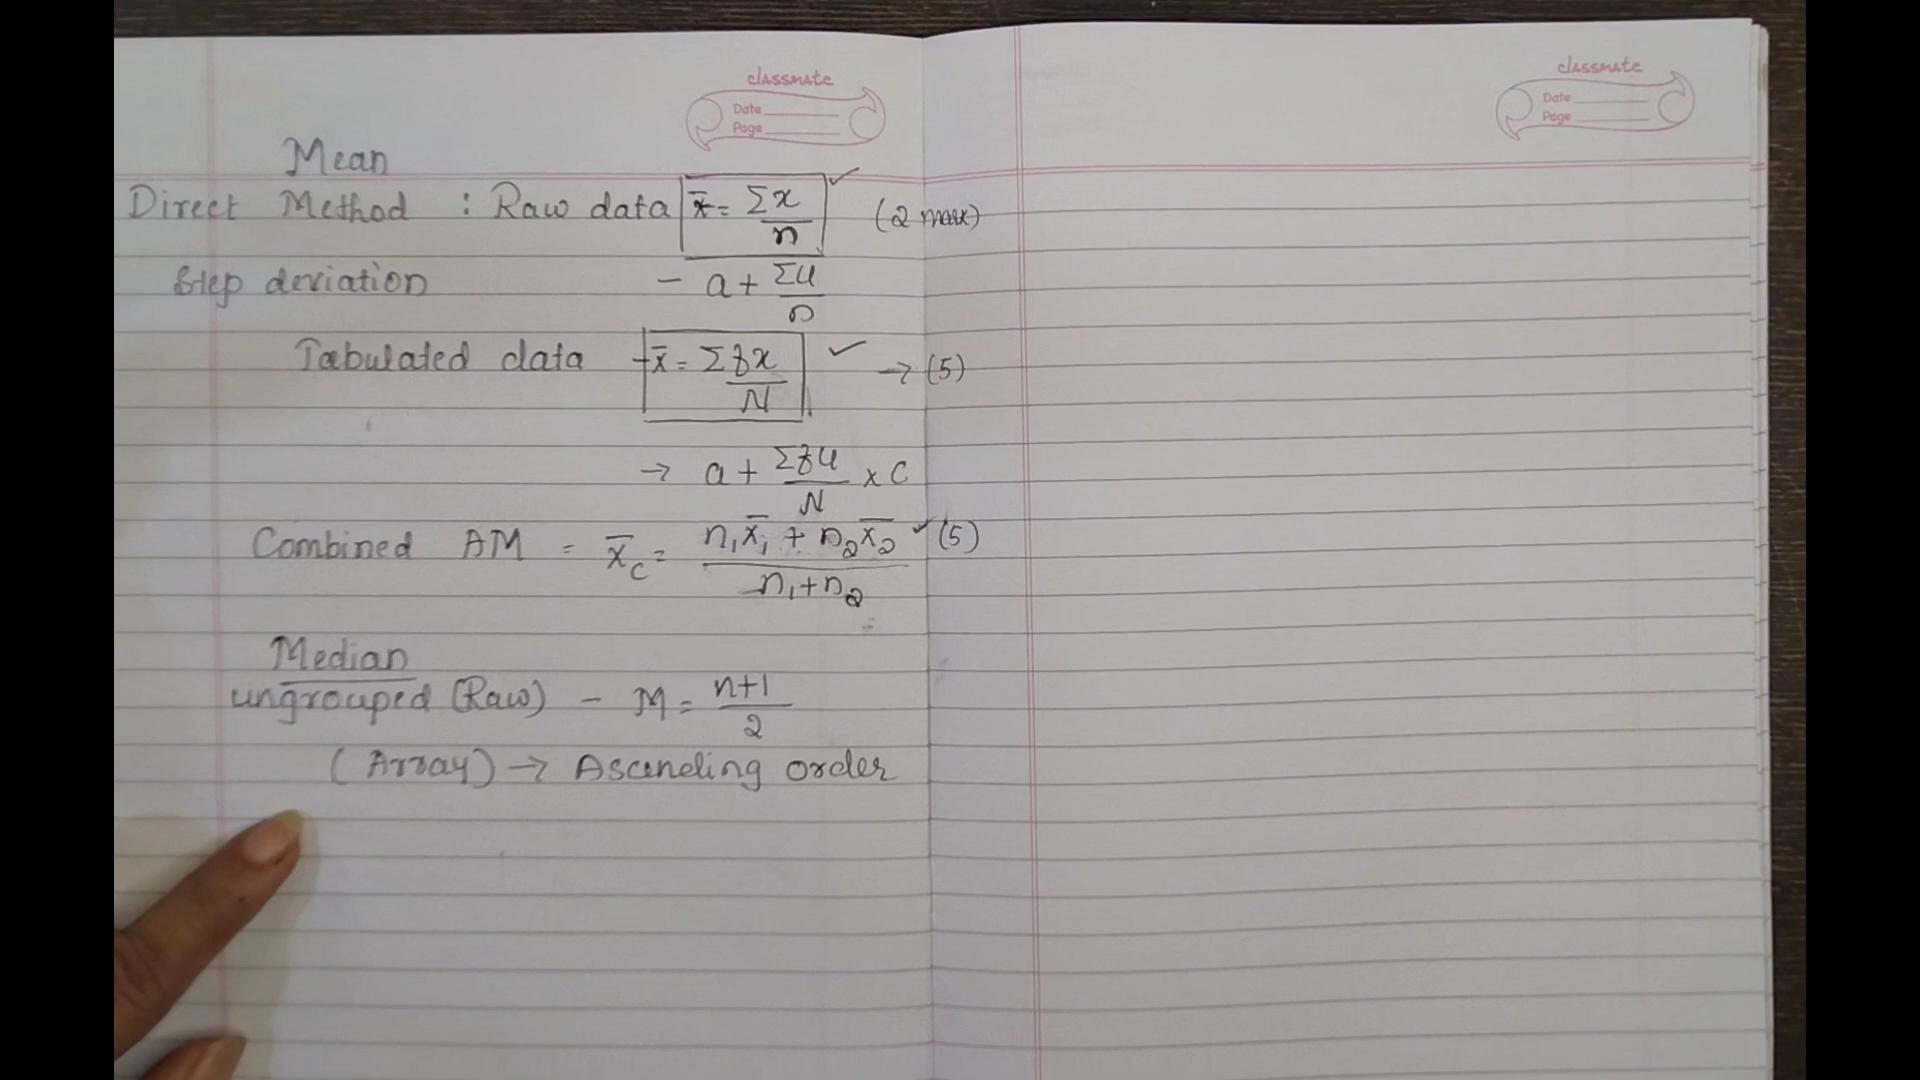 classmate
Date
Page
classmate
Date
Page
Mean
Direct Method : Raw data x̄ = Σx/n ✓ (2 mark)
Step deviation - a + Σu/n
Tabulated data - x̄ = Σfx/N ✓ → (5)
→ a + Σfu/N × C
Combined AM = x̄c = n₁x̄₁ + n₂x̄₂ / n₁+n₂ ✓ (5)
Median
ungrouped (Raw) - M = n+1/2
(Array) → Ascending order